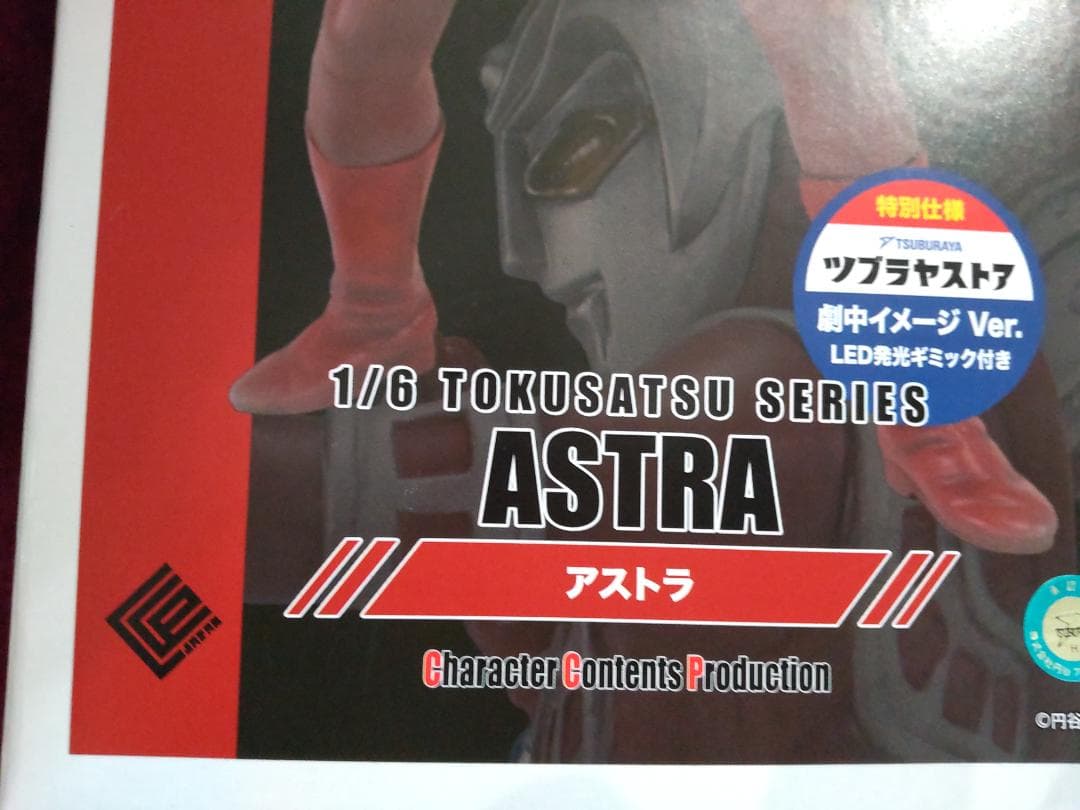 特別仕様
TSUBURAYA
ツブラヤストア
劇中イメージ Ver.
LED発光ギミック付き
1/6 TOKUSATSU SERIES
ASTRA
アストラ
Character Contents Production
©円谷